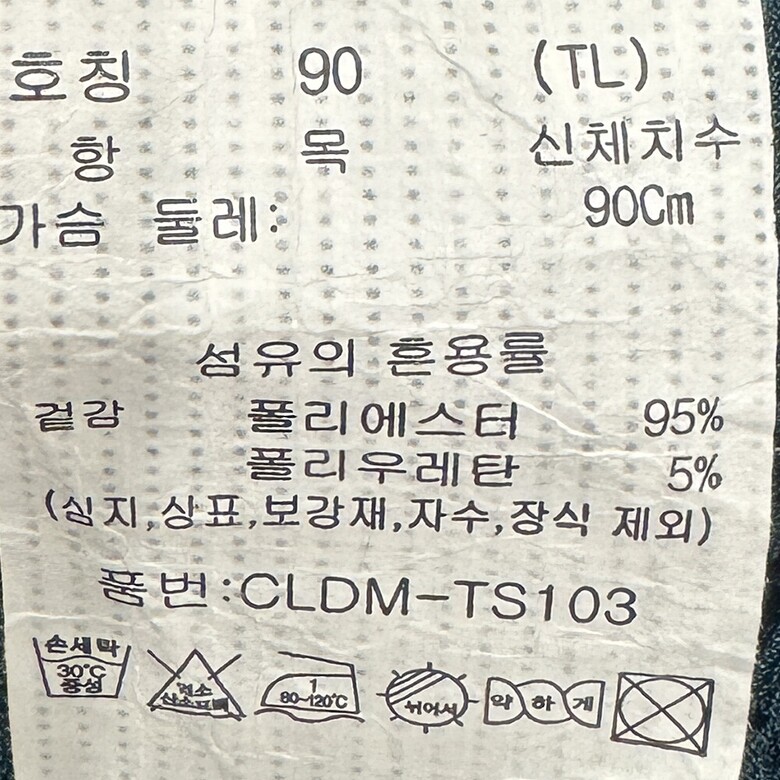 호칭 90 (TL)
항 목 신체치수
가슴 둘레: 90Cm
섬유의 혼용률
겉감 폴리에스터 95%
폴리우레탄 5%
(심지,상표,보강재,자수,장식 제외)
품번:CLDM-TS103
손세탁
30℃
중성
염소
산소표백
1
80~120℃
뉘어서
약하게